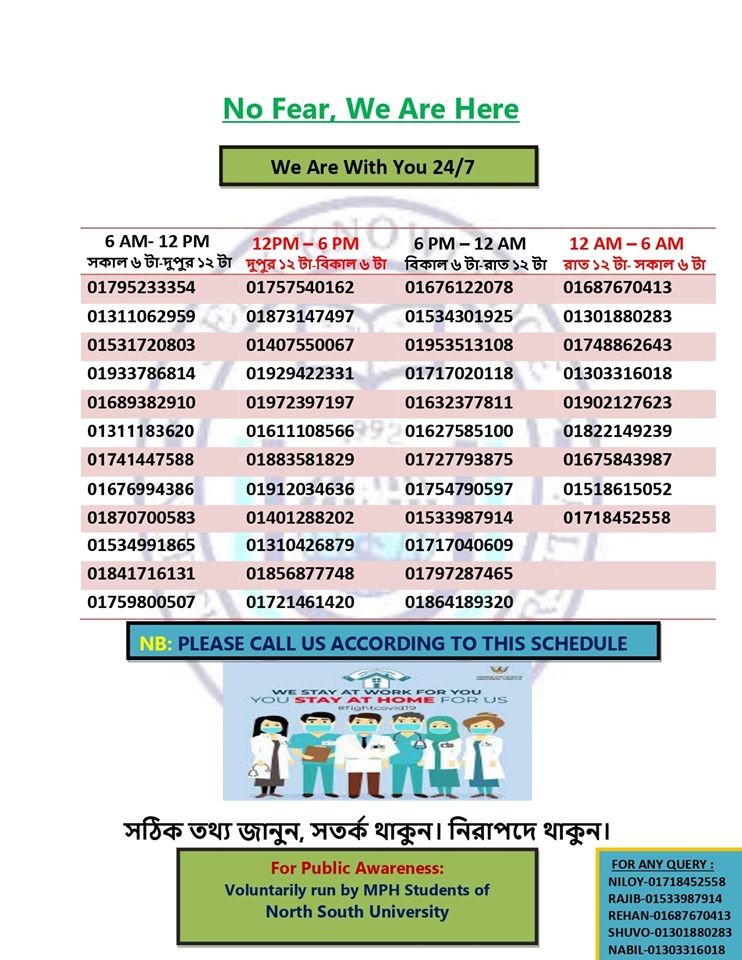 No Fear, We Are Here
We Are With You 24/7
6 AM- 12 PM 12PM – 6 PM 6 PM – 12 AM 12 AM – 6 AM
সকাল ৬ টা-দুপুর ১২ টা দুপুর ১২ টা-বিকাল ৬ টা বিকাল ৬ টা-রাত ১২ টা রাত ১২ টা- সকাল ৬ টা
01795233354 01757540162 01676122078 01687670413
01311062959 01873147497 01534301925 01301880283
01531720803 01407550067 01953513108 01748862643
01933786814 01929422331 01717020118 01303316018
01689382910 01972397197 01632377811 01902127623
01311183620 01611108566 01627585100 01822149239
01741447588 01883581829 01727793875 01675843987
01676994386 01912034636 01754790597 01518615052
01870700583 01401288202 01533987914 01718452558
01534991865 01310426879 01717040609
01841716131 01856877748 01797287465
01759800507 01721461420 01864189320
NB: PLEASE CALL US ACCORDING TO THIS SCHEDULE
WE STAY AT WORK FOR YOU
YOU STAY AT HOME FOR US
#fightcovid19
সঠিক তথ্য জানুন, সতর্ক থাকুন। নিরাপদে থাকুন।
For Public Awareness:
Voluntarily run by MPH Students of
North South University
FOR ANY QUERY :
NILOY-01718452558
RAJIB-01533987914
REHAN-01687670413
SHUVO-01301880283
NABIL-01303316018